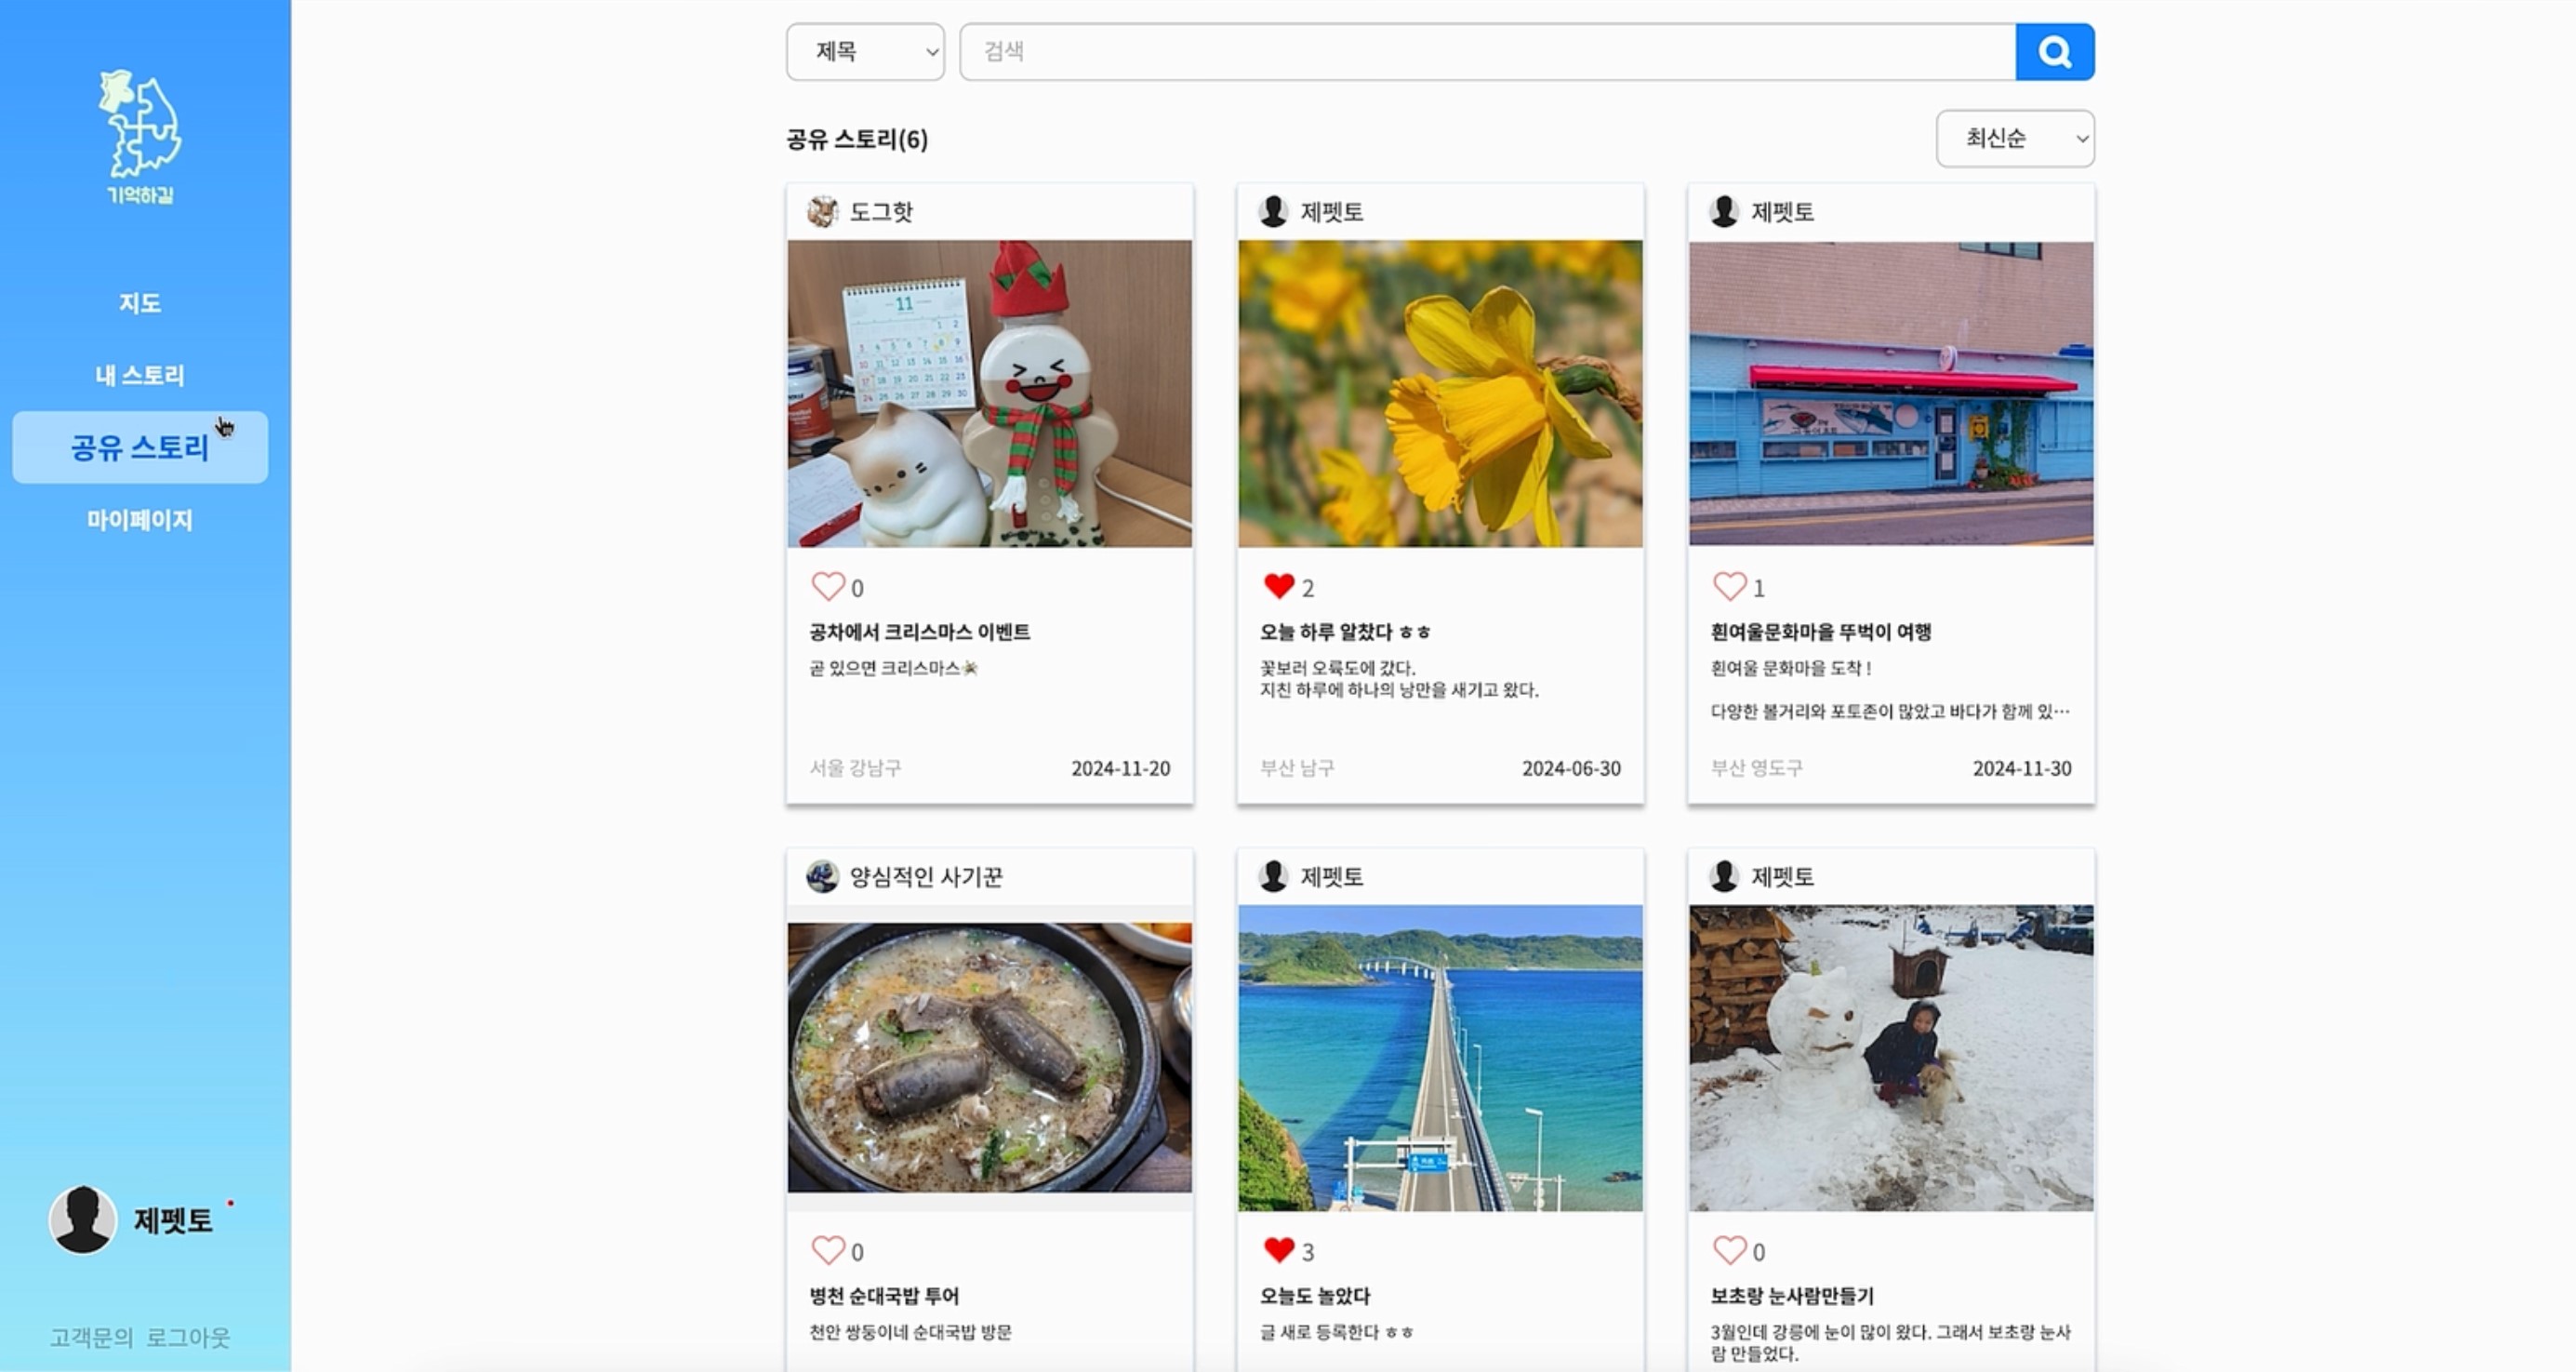 기억하길
지도
내 스토리
공유 스토리
마이페이지
제펫토
고객문의 로그아웃
제목
검색
공유 스토리(6)
최신순
도그핫
11
0
공차에서 크리스마스 이벤트
곧 있으면 크리스마스
서울 강남구 2024-11-20
제펫토
2
오늘 하루 알찼다 ㅎㅎ
꽃보러 오륙도에 갔다.
지친 하루에 하나의 낭만을 새기고 왔다.
부산 남구 2024-06-30
제펫토
1
흰여울문화마을 뚜벅이 여행
흰여울 문화마을 도착 !
다양한 볼거리와 포토존이 많았고 바다가 함께 있…
부산 영도구 2024-11-30
양심적인 사기꾼
0
병천 순대국밥 투어
천안 쌍둥이네 순대국밥 방문
제펫토
3
오늘도 놀았다
글 새로 등록한다 ㅎㅎ
제펫토
0
보초랑 눈사람만들기
3월인데 강릉에 눈이 많이 왔다. 그래서 보초랑 눈사
람 만들었다.